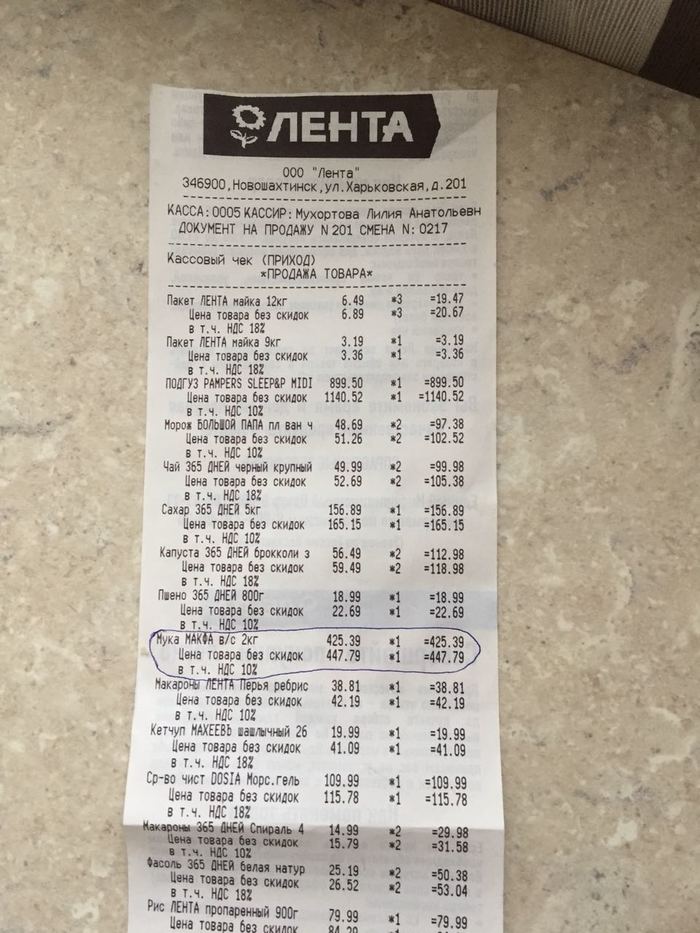 ЛЕНТА
ООО "Лента"
346900,Новошахтинск,ул.Харьковская,д.201
КАССА:0005 КАССИР: Мухортова Лилия Анатольевн
ДОКУМЕНТ НА ПРОДАЖУ N 201 СМЕНА N: 0217
Кассовый чек (ПРИХОД)
*ПРОДАЖА ТОВАРА*
Пакет ЛЕНТА майка 12кг 6.49 *3 =19.47
Цена товара без скидок 6.89 *3 =20.67
в т.ч. НДС 18%
Пакет ЛЕНТА майка 9кг 3.19 *1 =3.19
Цена товара без скидок 3.36 *1 =3.36
в т.ч. НДС 18%
ПОДГУЗ PAMPERS SLEEP&P MIDI 899.50 *1 =899.50
Цена товара без скидок 1140.52 *1 =1140.52
в т.ч. НДС 10%
Морож БОЛЬШОЙ ПАПА пл ван ч 48.69 *2 =97.38
Цена товара без скидок 51.26 *2 =102.52
в т.ч. НДС 10%
Чай 365 ДНЕЙ черный крупный 49.99 *2 =99.98
Цена товара без скидок 52.69 *2 =105.38
в т.ч. НДС 18%
Сахар 365 ДНЕЙ 5кг 156.89 *1 =156.89
Цена товара без скидок 165.15 *1 =165.15
в т.ч. НДС 10%
Капуста 365 ДНЕЙ брокколи з 56.49 *2 =112.98
Цена товара без скидок 59.49 *2 =118.98
в т.ч. НДС 18%
Пшено 365 ДНЕЙ 800г 18.99 *1 =18.99
Цена товара без скидок 22.69 *1 =22.69
в т.ч. НДС 10%
Мука МАКФА в/с 2кг 425.39 *1 =425.39
Цена товара без скидок 447.79 *1 =447.79
в т.ч. НДС 10%
Макароны ЛЕНТА Перья ребрис 38.81 *1 =38.81
Цена товара без скидок 42.19 *1 =42.19
в т.ч. НДС 10%
Кетчуп МАХЕЕВЪ шашлычный 26 19.99 *1 =19.99
Цена товара без скидок 41.09 *1 =41.09
в т.ч. НДС 18%
Ср-во чист DOSIA Морс.гель 109.99 *1 =109.99
Цена товара без скидок 115.78 *1 =115.78
в т.ч. НДС 18%
Макароны 365 ДНЕЙ Спираль 4 14.99 *2 =29.98
Цена товара без скидок 15.79 *2 =31.58
в т.ч. НДС 10%
Фасоль 365 ДНЕЙ белая натур 25.19 *2 =50.38
Цена товара без скидок 26.52 *2 =53.04
в т.ч. НДС 18%
Рис ЛЕНТА пропаренный 900г 79.99 *1 =79.99
Цена товара без скидок